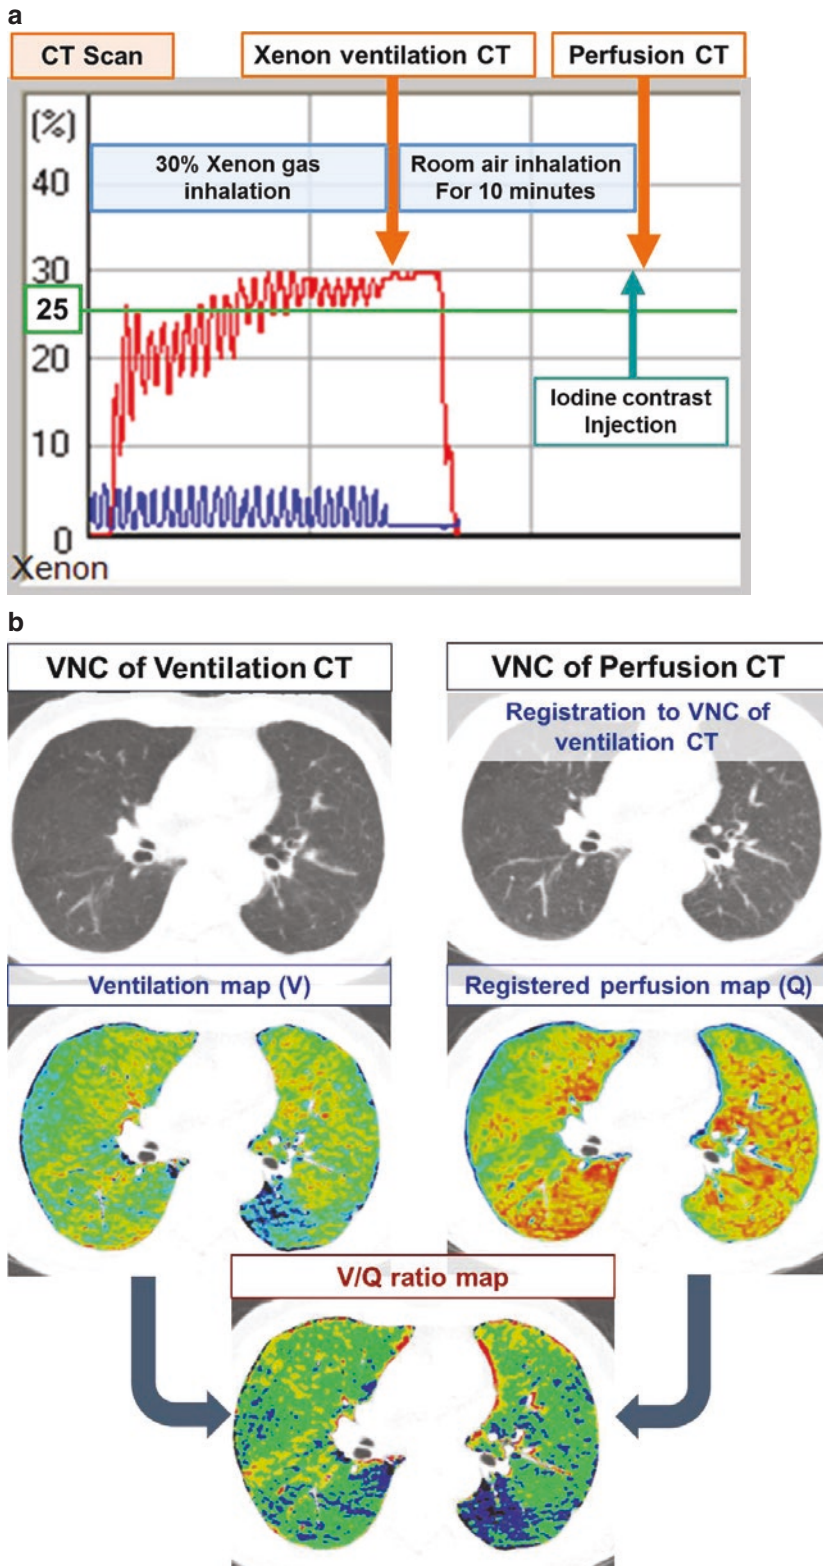 a
CT Scan
Xenon ventilation CT
Perfusion CT
(%)
30% Xenon gas
inhalation
Room air inhalation
For 10 minutes
40
30
25
20
Iodine contrast
Injection
10
0
Xenon
b
VNC of Ventilation CT
VNC of Perfusion CT
Registration to VNC of
ventilation CT
Ventilation map (V)
Registered perfusion map (Q)
V/Q ratio map